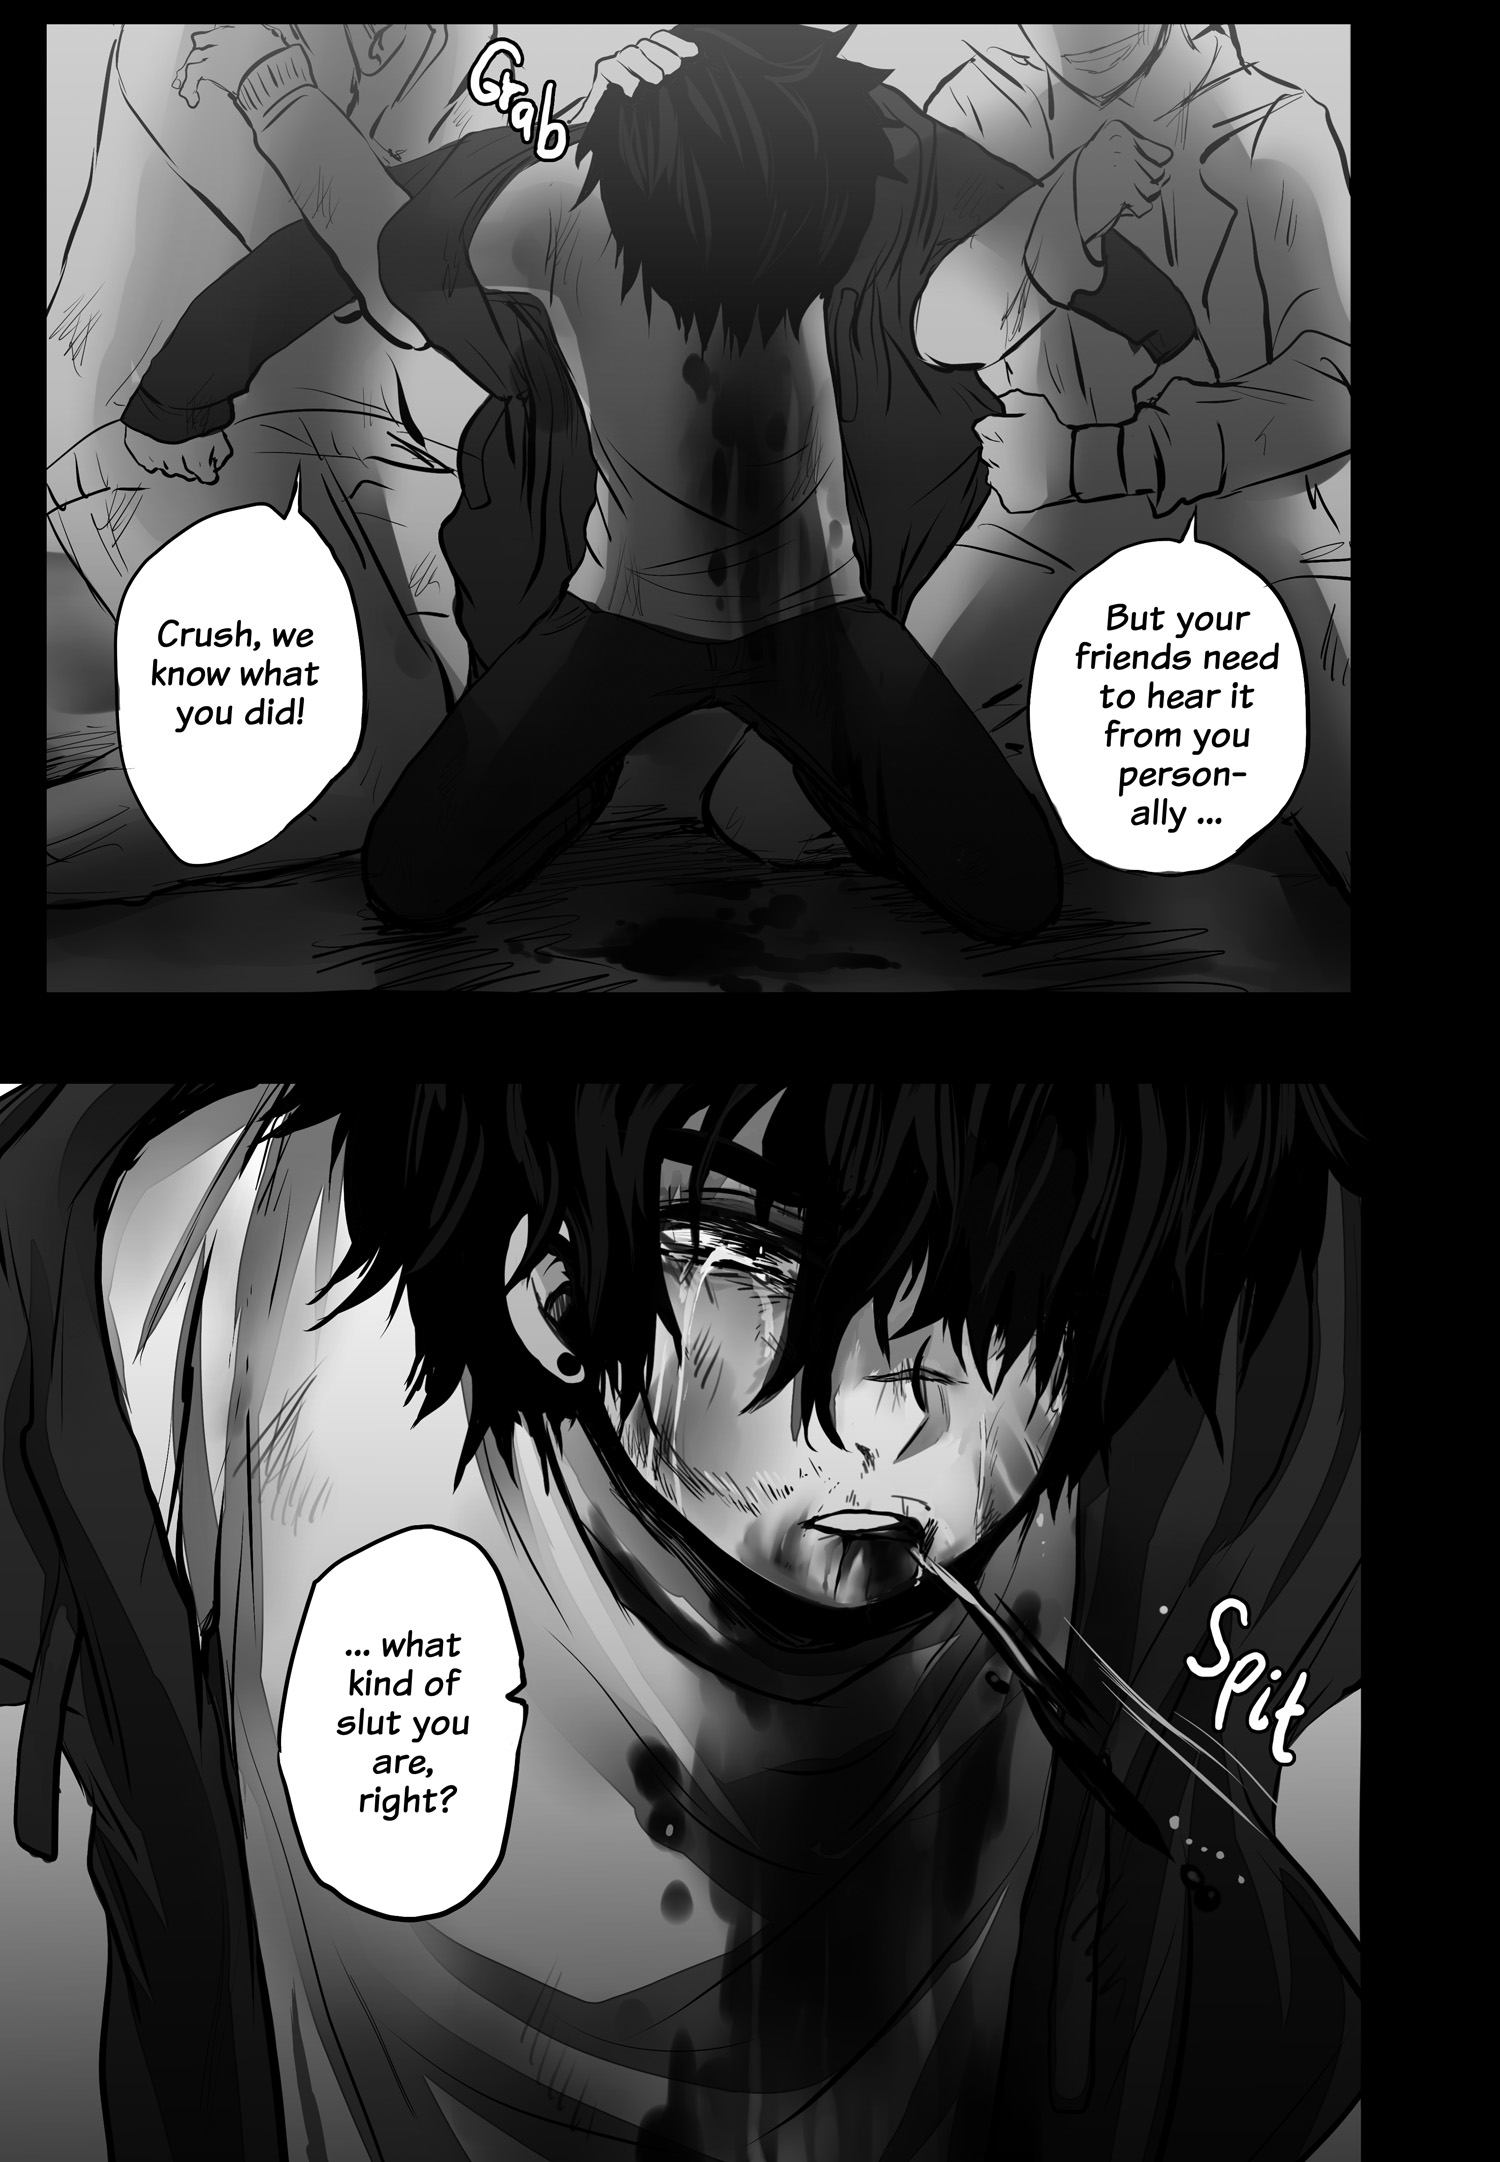 Grab
Crush, we
know what
you did!
But your
friends need
to hear it
from you
person-
ally ...
... what
kind of
slut you
are,
right?
Spit